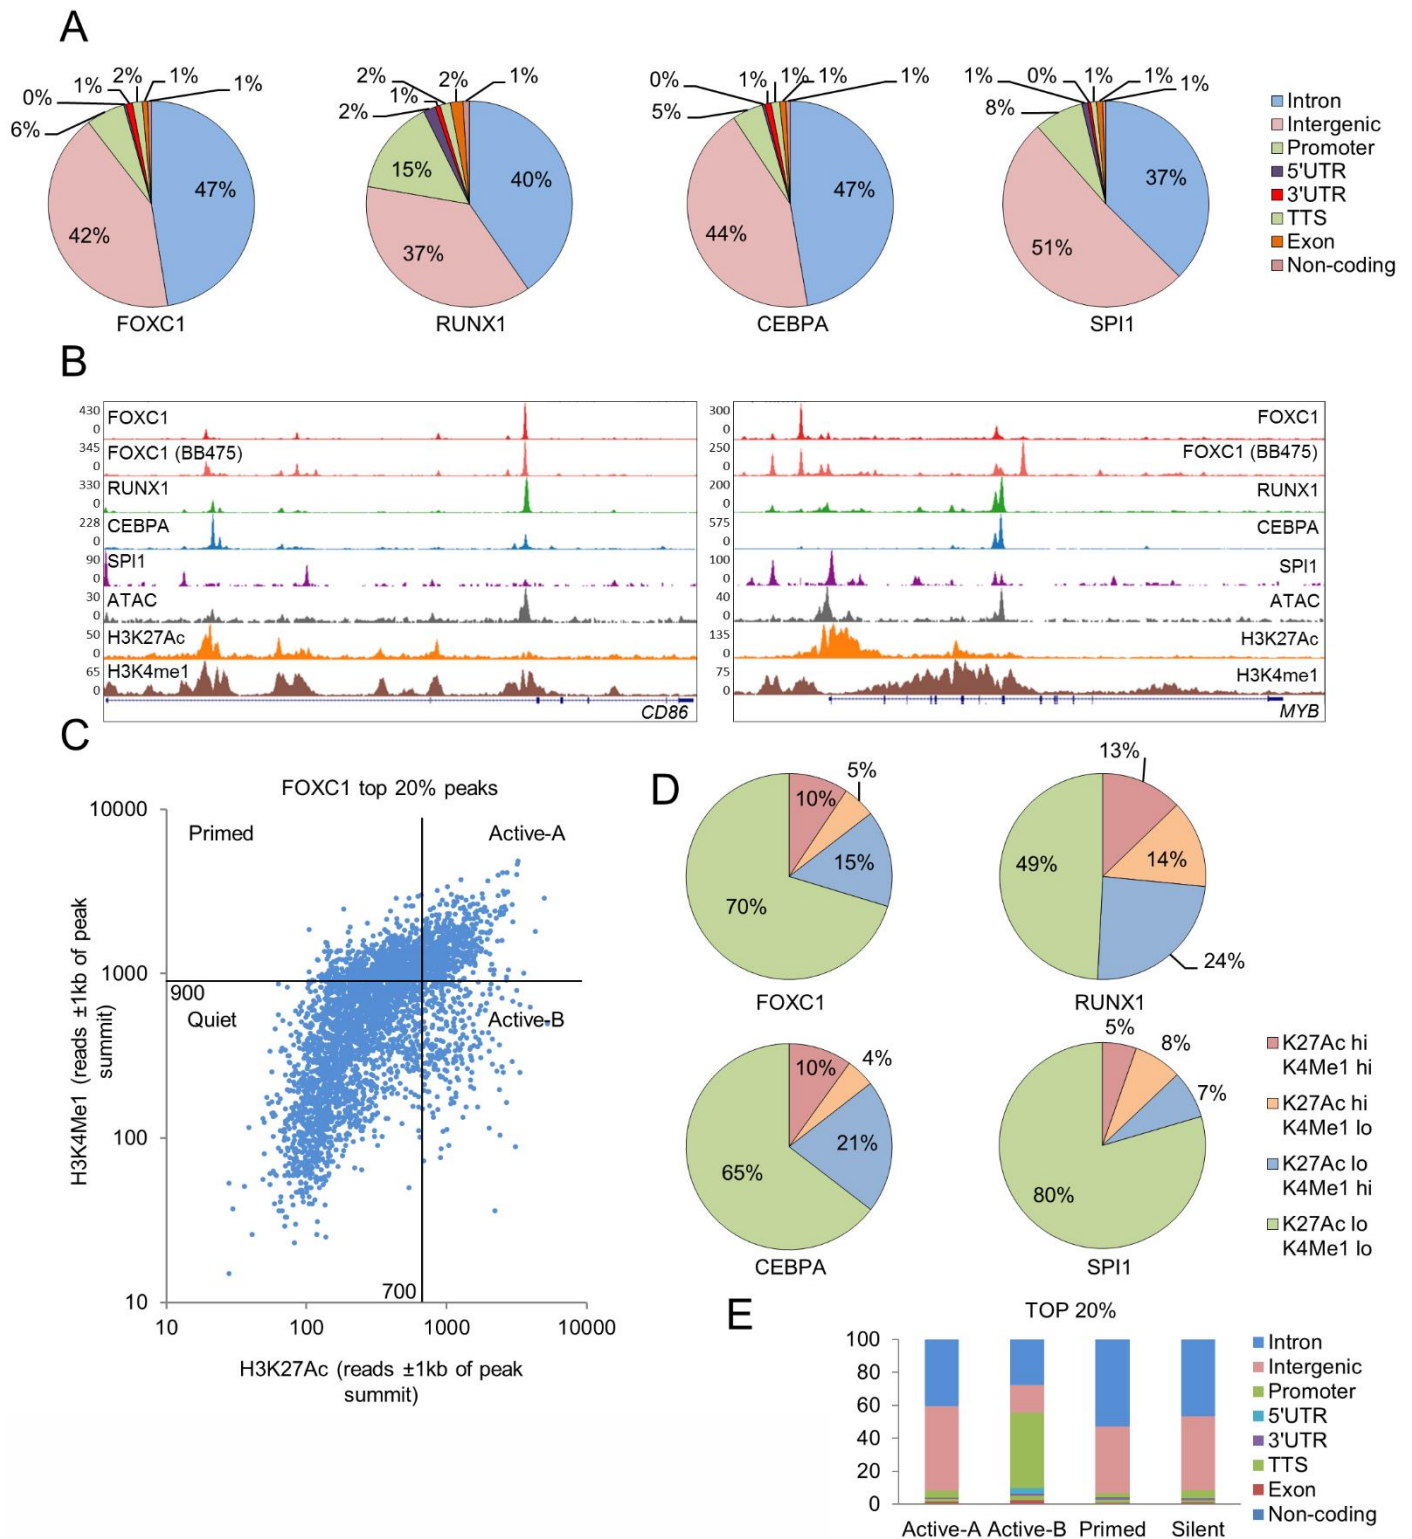 A
0%
1%
2%
1%
1%
6%
47%
42%
FOXC1
2%
1%
2%
2%
1%
15%
40%
37%
RUNX1
0%
5%
1%
1%
1%
1%
47%
44%
CEBPA
1%
0%
1%
1%
1%
8%
37%
51%
SPI1
Intron
Intergenic
Promoter
5'UTR
3'UTR
TTS
Exon
Non-coding
B
430
0
FOXC1
345
0
FOXC1 (BB475)
330
0
RUNX1
228
0
CEBPA
90
0
SPI1
30
0
ATAC
50
0
H3K27Ac
65
0
H3K4me1
CD86
300
0
FOXC1
250
0
FOXC1 (BB475)
200
0
RUNX1
575
0
CEBPA
100
0
SPI1
40
0
ATAC
135
0
H3K27Ac
75
0
H3K4me1
MYB
C
FOXC1 top 20% peaks
10000
1000
100
10
Primed
Active-A
900
Quiet
Active-B
700
10
100
1000
10000
H3K4Me1 (reads ±1kb of peak
summit)
H3K27Ac (reads ±1kb of peak
summit)
D
10%
5%
15%
70%
FOXC1
13%
14%
24%
49%
RUNX1
10%
4%
21%
65%
CEBPA
5%
8%
7%
80%
SPI1
K27Ac hi
K4Me1 hi
K27Ac hi
K4Me1 lo
K27Ac lo
K4Me1 hi
K27Ac lo
K4Me1 lo
E
TOP 20%
100
80
60
40
20
0
Active-A
Active-B
Primed
Silent
Intron
Intergenic
Promoter
5'UTR
3'UTR
TTS
Exon
Non-coding